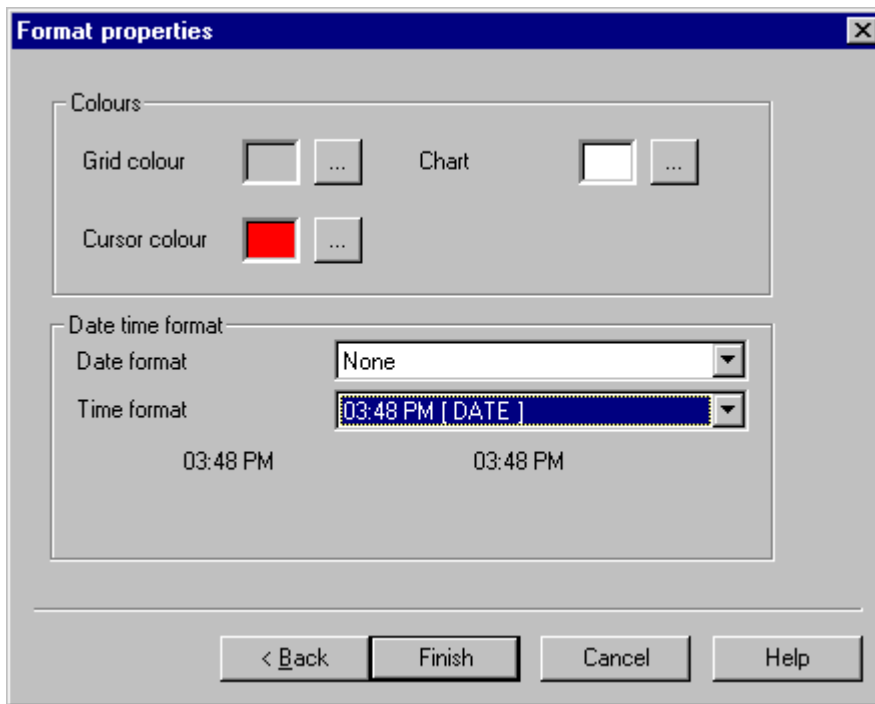 Format properties
Colours
Grid colour ... Chart ...
Cursor colour ...
Date time format
Date format None
Time format 03:48 PM [ DATE ]
03:48 PM 03:48 PM
< Back Finish Cancel Help